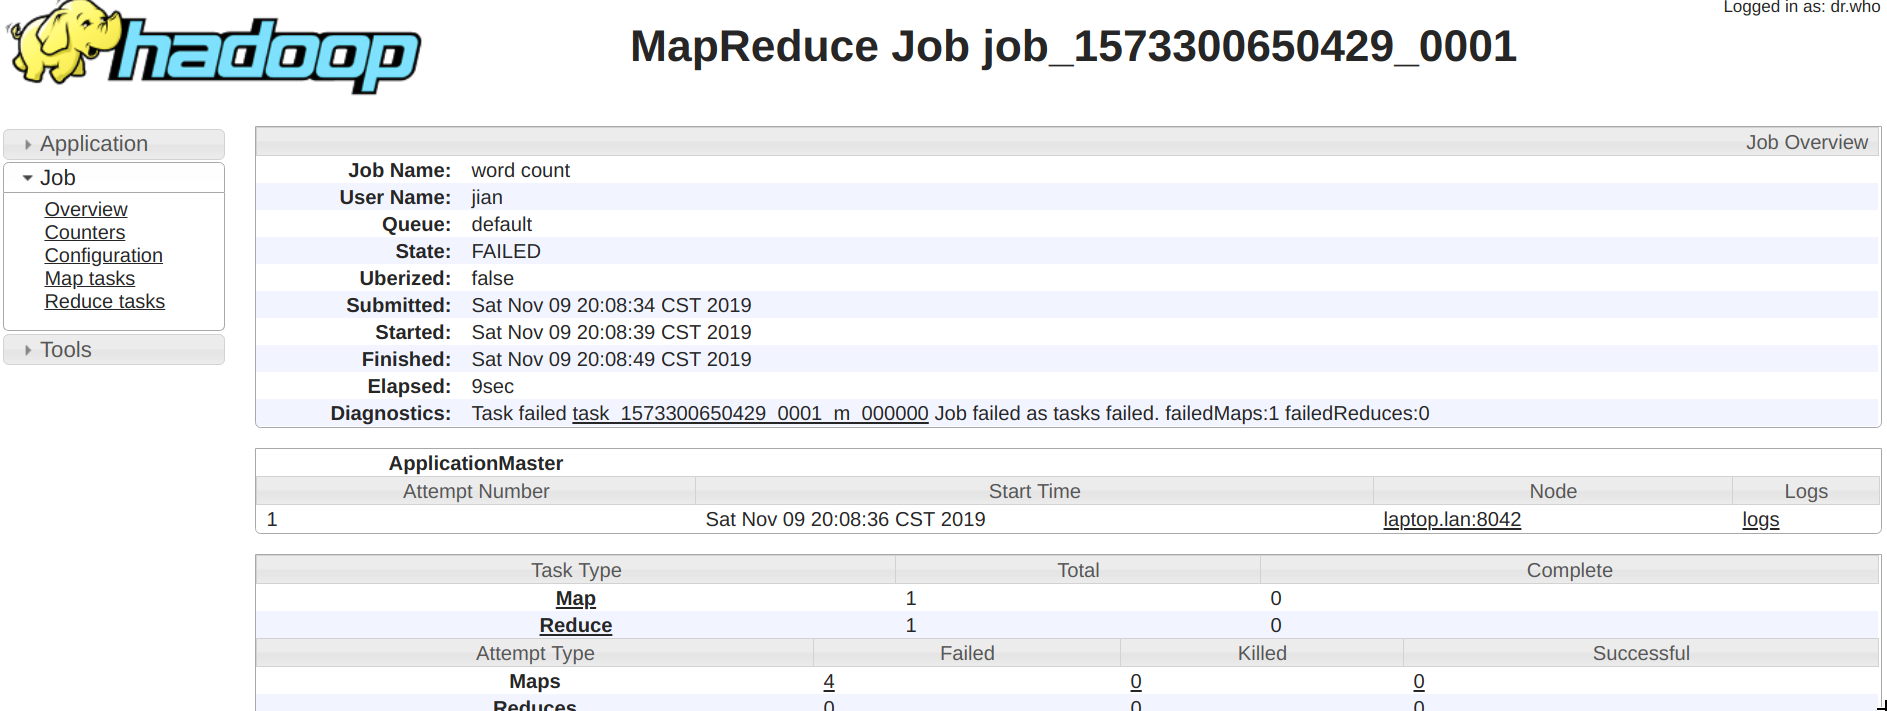 Logged in as: dr.who
hadoop
MapReduce Job job_1573300650429_0001
Application
Job
Overview
Counters
Configuration
Map tasks
Reduce tasks
Tools
Job Overview
Job Name: word count
User Name: jian
Queue: default
State: FAILED
Uberized: false
Submitted: Sat Nov 09 20:08:34 CST 2019
Started: Sat Nov 09 20:08:39 CST 2019
Finished: Sat Nov 09 20:08:49 CST 2019
Elapsed: 9sec
Diagnostics: Task failed task_1573300650429_0001_m_000000 Job failed as tasks failed. failedMaps:1 failedReduces:0
ApplicationMaster
Attempt Number Start Time Node Logs
1 Sat Nov 09 20:08:36 CST 2019 laptop.lan:8042 logs
Task Type Total Complete
Map 1 0
Reduce 1 0
Attempt Type Failed Killed Successful
Maps 4 0 0
Reduces 0 0 0